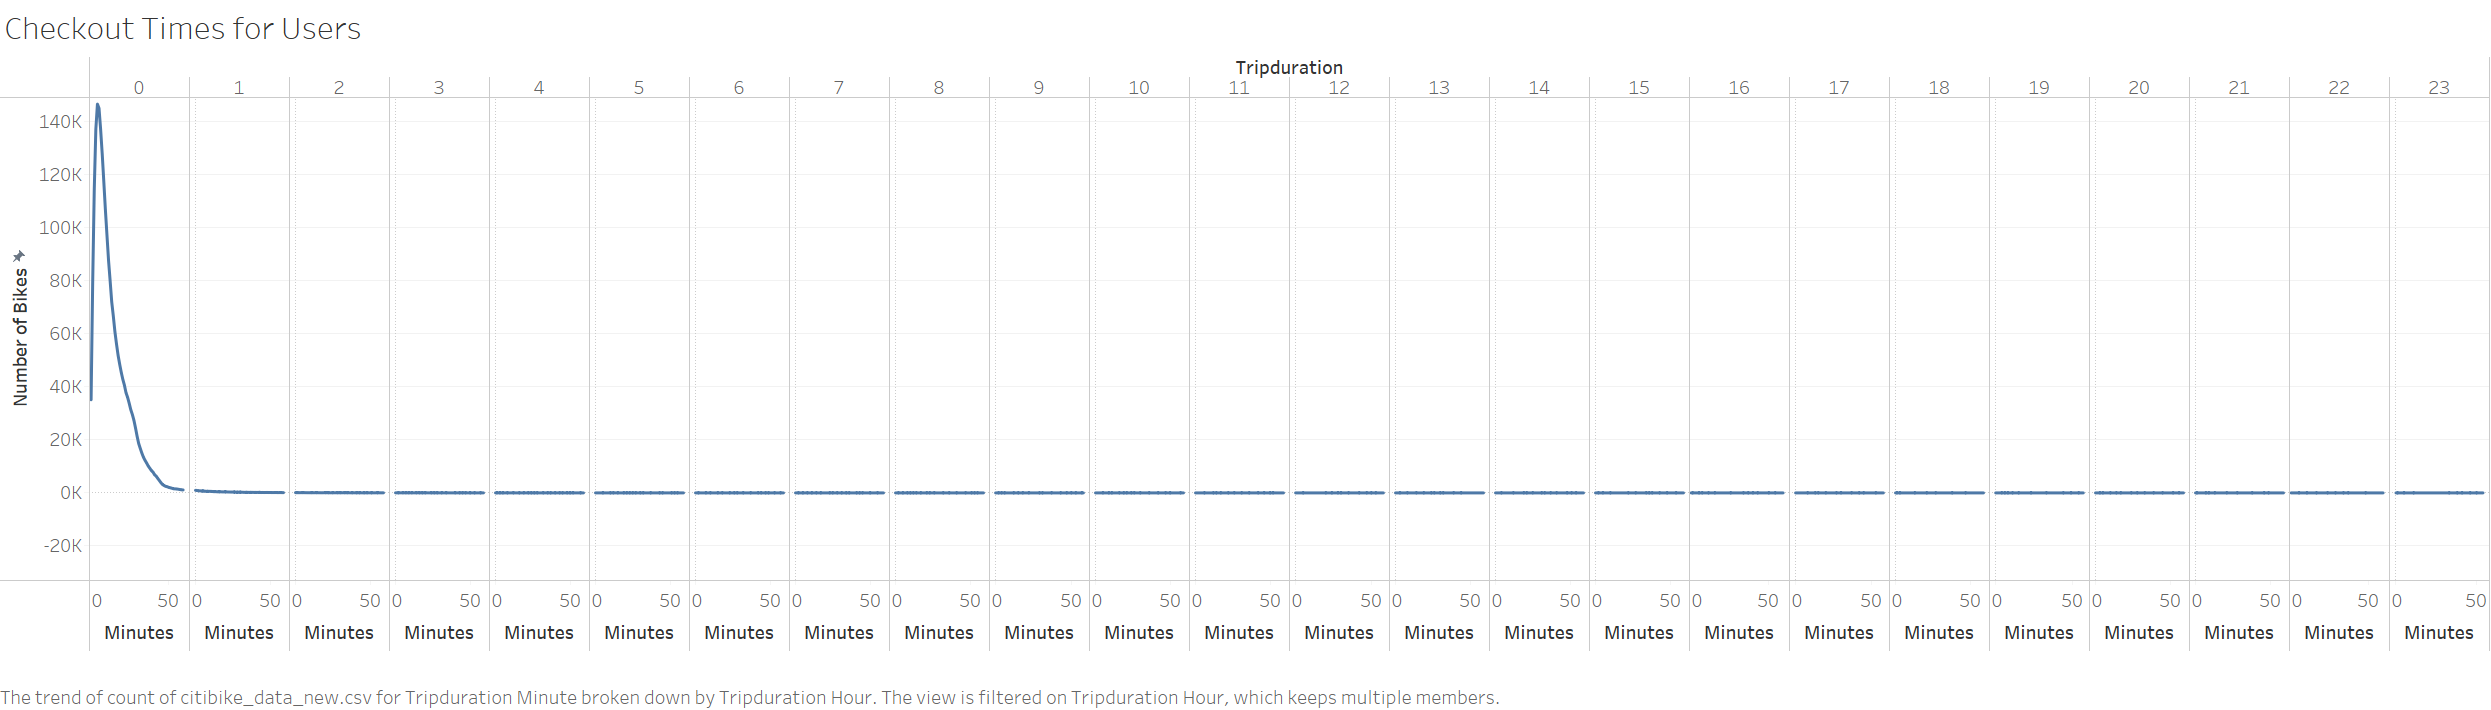 Checkout Times for Users
Tripduration
0 1 2 3 4 5 6 7 8 9 10 11 12 13 14 15 16 17 18 19 20 21 22 23
140K
120K
100K
80K
60K
40K
20K
0K
-20K
Number of Bikes
0 50 0 50 0 50 0 50 0 50 0 50 0 50 0 50 0 50 0 50 0 50 0 50 0 50 0 50 0 50 0 50 0 50 0 50 0 50 0 50 0 50 0 50 0 50 0 50
Minutes Minutes Minutes Minutes Minutes Minutes Minutes Minutes Minutes Minutes Minutes Minutes Minutes Minutes Minutes Minutes Minutes Minutes Minutes Minutes Minutes Minutes Minutes Minutes
The trend of count of citibike_data_new.csv for Tripduration Minute broken down by Tripduration Hour. The view is filtered on Tripduration Hour, which keeps multiple members.